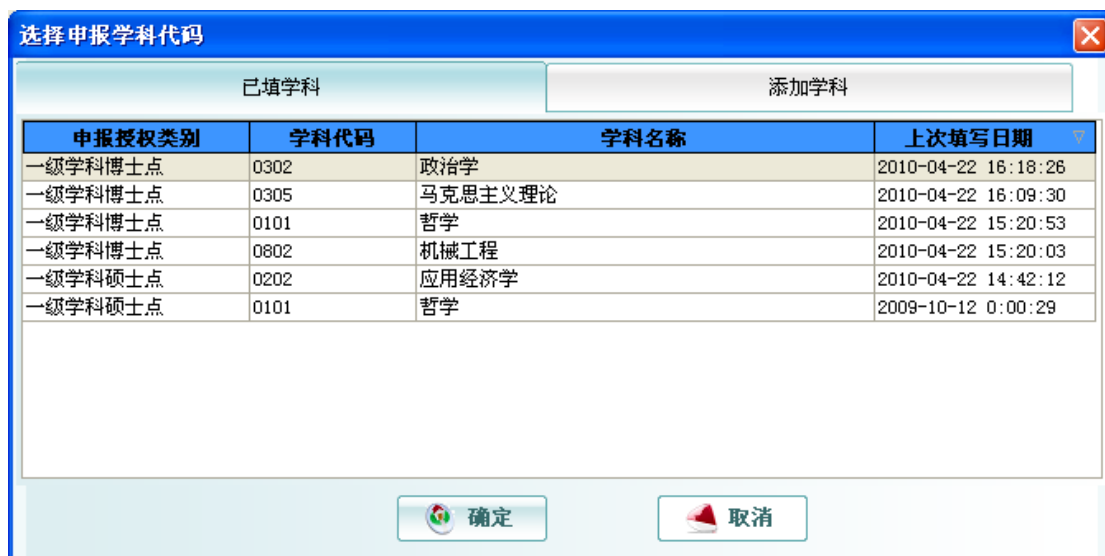 选择申报学科代码
已填学科 添加学科
申报授权类别 学科代码 学科名称 上次填写日期
一级学科博士点 0302 政治学 2010-04-22 16:18:26
一级学科博士点 0305 马克思主义理论 2010-04-22 16:09:30
一级学科博士点 0101 哲学 2010-04-22 15:20:53
一级学科博士点 0802 机械工程 2010-04-22 15:20:03
一级学科硕士点 0202 应用经济学 2010-04-22 14:42:12
一级学科硕士点 0101 哲学 2009-10-12 0:00:29
确定 取消